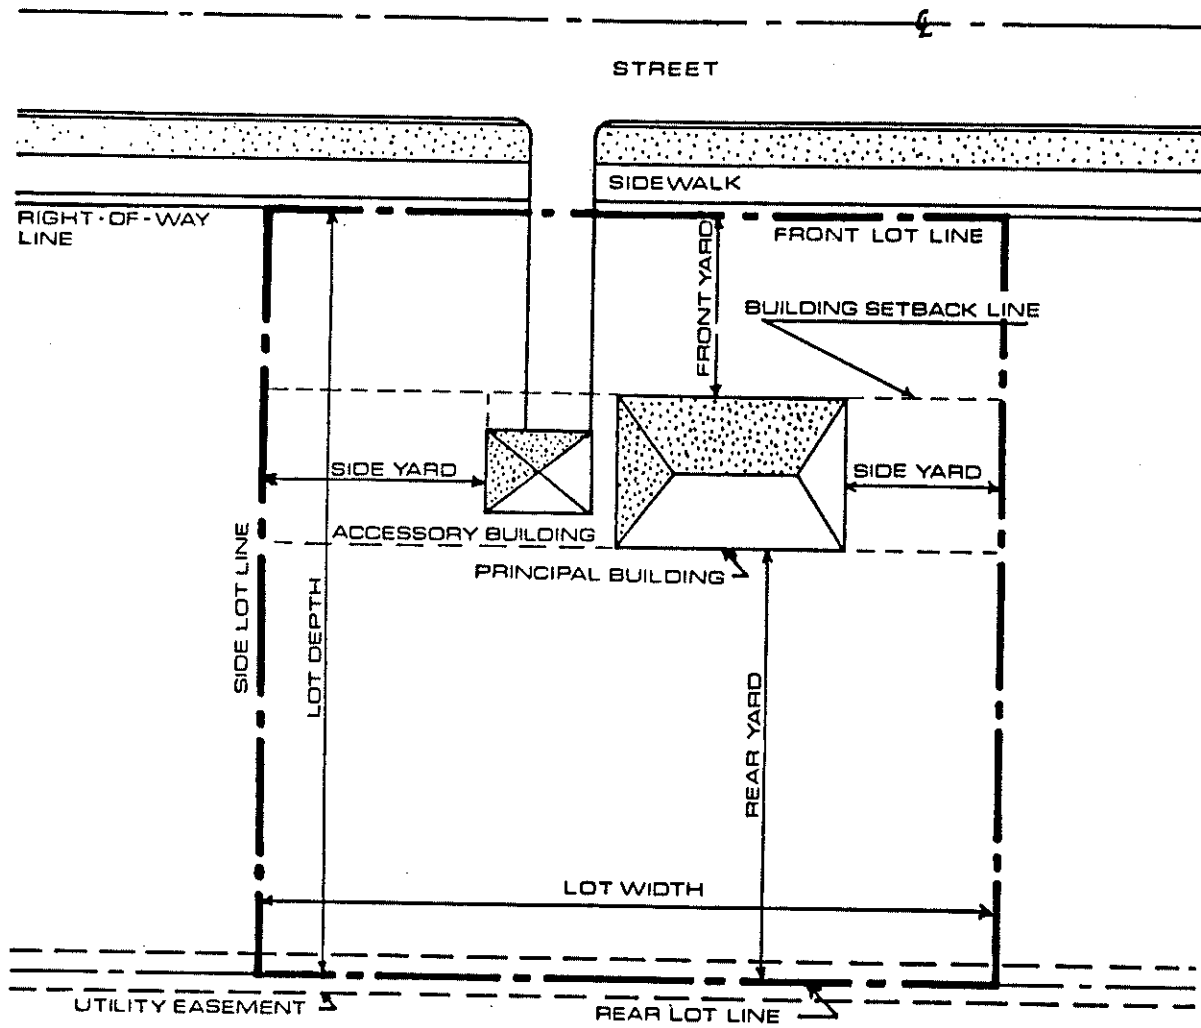 ℄
STREET
SIDEWALK
RIGHT-OF-WAY
LINE
FRONT LOT LINE
FRONT YARD
BUILDING SETBACK LINE
SIDE YARD
SIDE YARD
ACCESSORY BUILDING
PRINCIPAL BUILDING
SIDE LOT LINE
LOT DEPTH
REAR YARD
LOT WIDTH
UTILITY EASEMENT
REAR LOT LINE